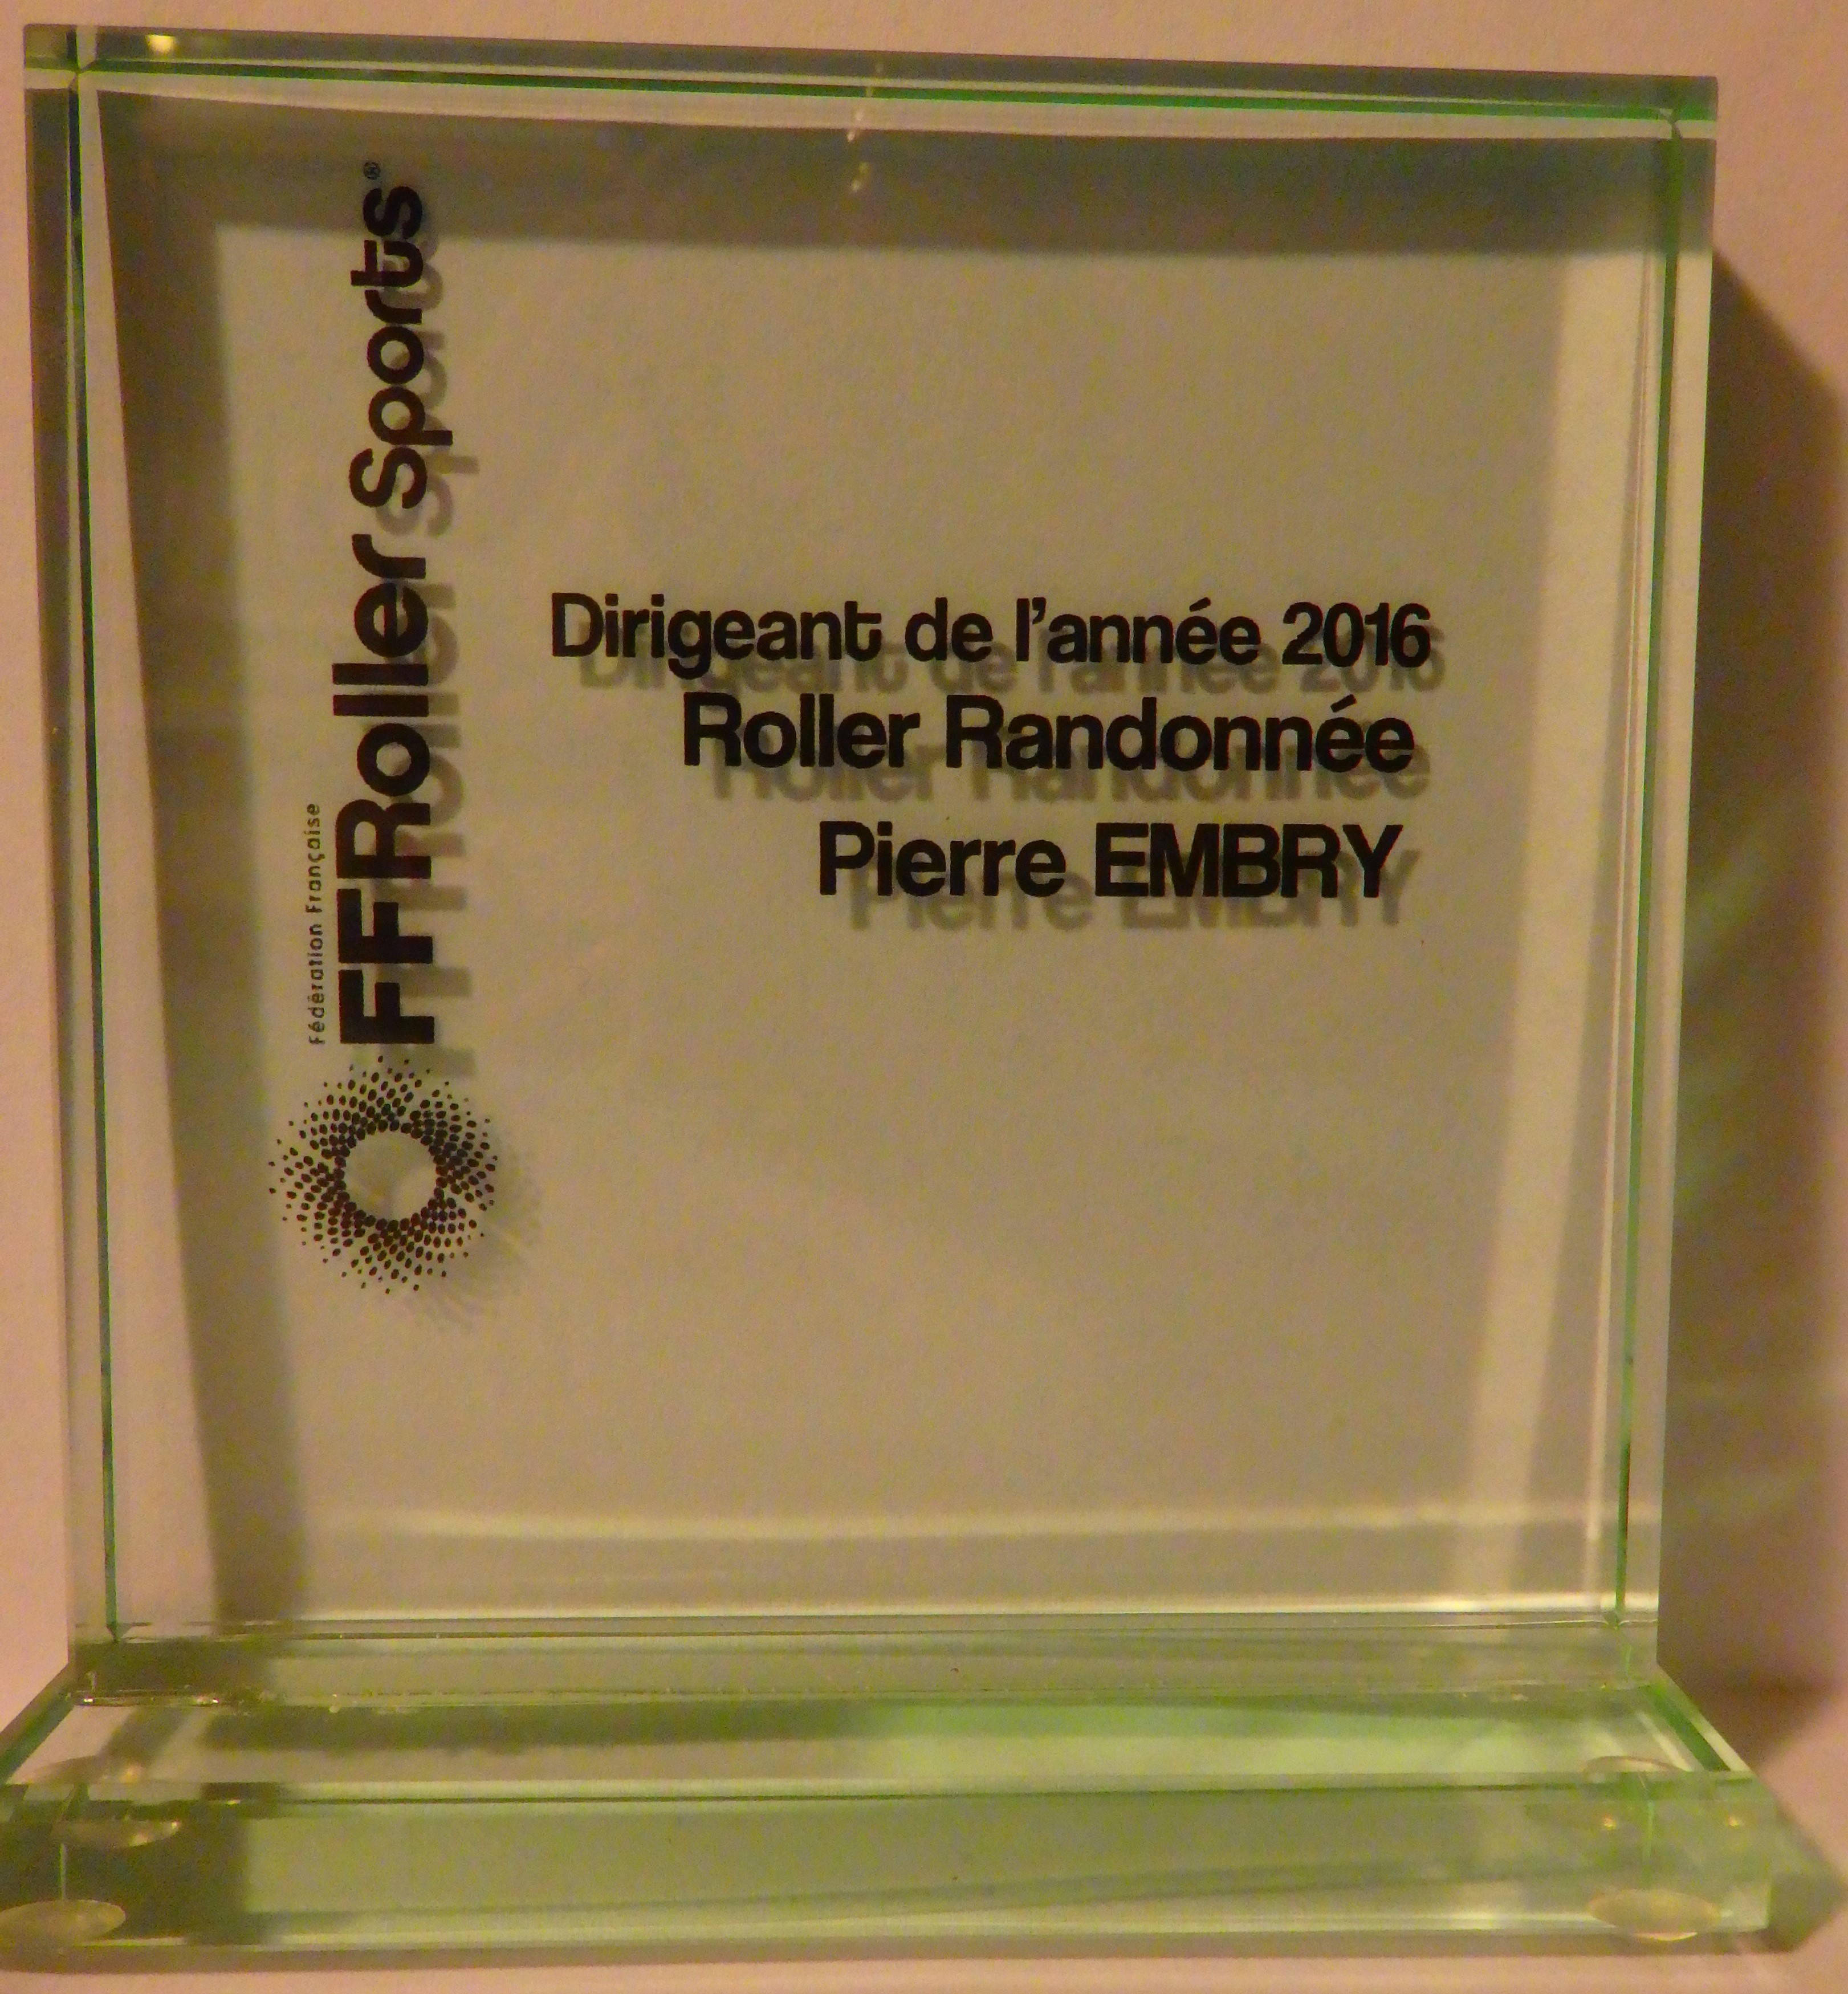 Fédération Française
FFRoller Sports®
Dirigeant de l'année 2016
Roller Randonnée
Pierre EMBRY